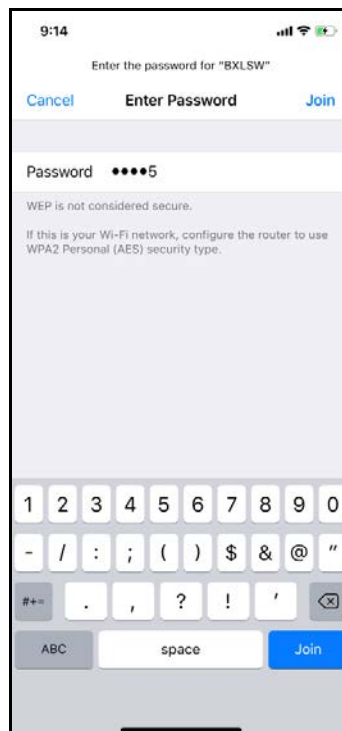 9:14
Enter the password for "BXLSW"
Cancel Enter Password Join
Password ••••5
WEP is not considered secure.
If this is your Wi-Fi network, configure the router to use
WPA2 Personal (AES) security type.
1 2 3 4 5 6 7 8 9 0
- / : ; ( ) $ & @ "
#+= . , ? ! '
ABC space Join